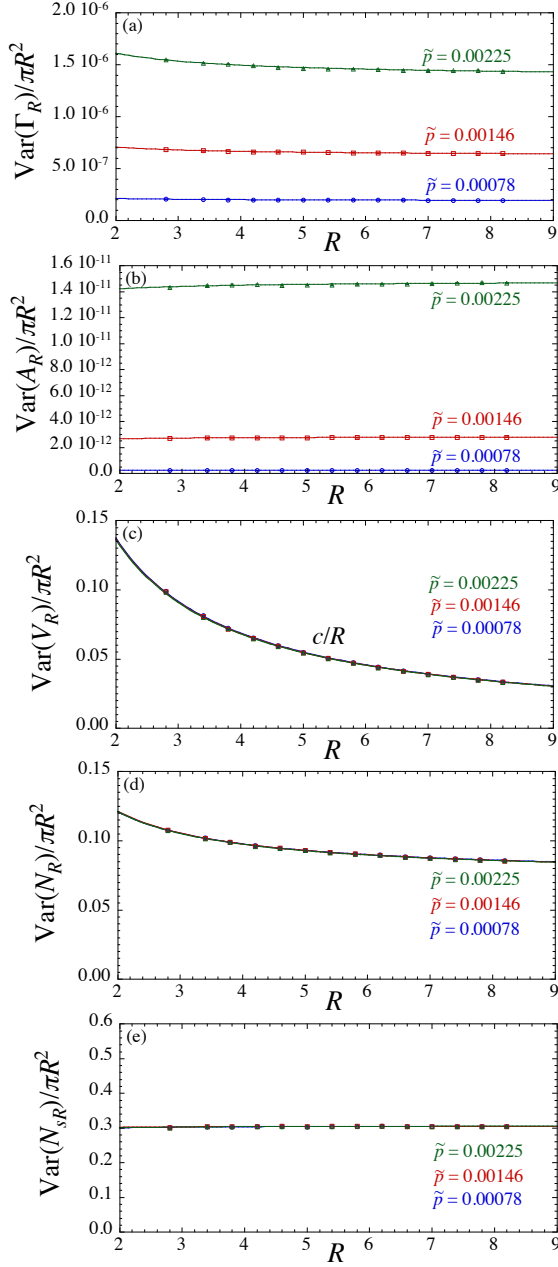 (a)
2.0 10⁻⁶
1.5 10⁻⁶
1.0 10⁻⁶
5.0 10⁻⁷
0.0
Var(Γ_R)/πR²
p̃ = 0.00225
p̃ = 0.00146
p̃ = 0.00078
2 3 4 5 6 7 8 9
R
(b)
1.6 10⁻¹¹
1.4 10⁻¹¹
1.2 10⁻¹¹
1.0 10⁻¹¹
8.0 10⁻¹²
6.0 10⁻¹²
4.0 10⁻¹²
2.0 10⁻¹²
0.0
Var(A_R)/πR²
p̃ = 0.00225
p̃ = 0.00146
p̃ = 0.00078
2 3 4 5 6 7 8 9
R
(c)
0.15
0.10
0.05
0.00
Var(V_R)/πR²
c/R
p̃ = 0.00225
p̃ = 0.00146
p̃ = 0.00078
2 3 4 5 6 7 8 9
R
(d)
0.15
0.10
0.05
0.00
Var(N_R)/πR²
p̃ = 0.00225
p̃ = 0.00146
p̃ = 0.00078
2 3 4 5 6 7 8 9
R
(e)
0.6
0.5
0.4
0.3
0.2
0.1
0.0
Var(N_sR)/πR²
p̃ = 0.00225
p̃ = 0.00146
p̃ = 0.00078
2 3 4 5 6 7 8 9
R